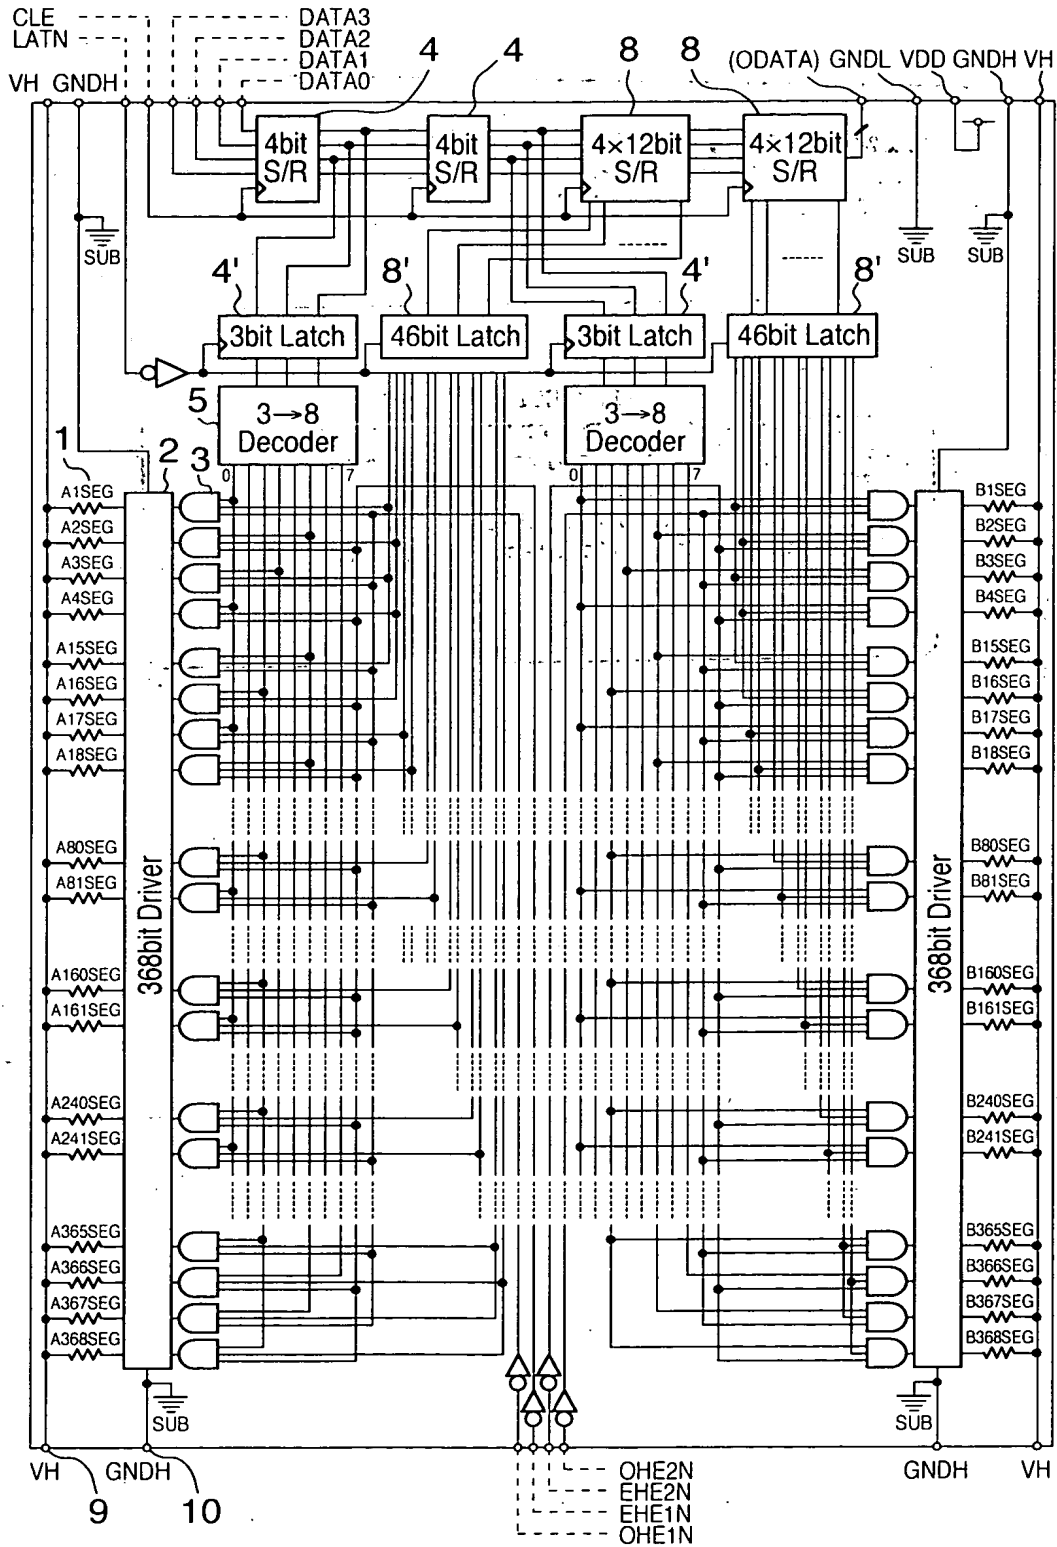 CLE
LATN
DATA3
DATA2
DATA1
DATA0
4
4
8
8
(ODATA)
GNDL
VDD
GNDH
VH
VH
GNDH
4bit
S/R
4bit
S/R
4×12bit
S/R
4×12bit
S/R
SUB
SUB
SUB
4'
8'
4'
8'
3bit Latch
46bit Latch
3bit Latch
46bit Latch
5
3→8
Decoder
3→8
Decoder
0
7
0
7
1
2
3
A1SEG
A2SEG
A3SEG
A4SEG
A15SEG
A16SEG
A17SEG
A18SEG
A80SEG
A81SEG
A160SEG
A161SEG
A240SEG
A241SEG
A365SEG
A366SEG
A367SEG
A368SEG
368bit Driver
368bit Driver
B1SEG
B2SEG
B3SEG
B4SEG
B15SEG
B16SEG
B17SEG
B18SEG
B80SEG
B81SEG
B160SEG
B161SEG
B240SEG
B241SEG
B365SEG
B366SEG
B367SEG
B368SEG
SUB
SUB
VH
GNDH
9
10
OHE2N
EHE2N
EHE1N
OHE1N
GNDH
VH